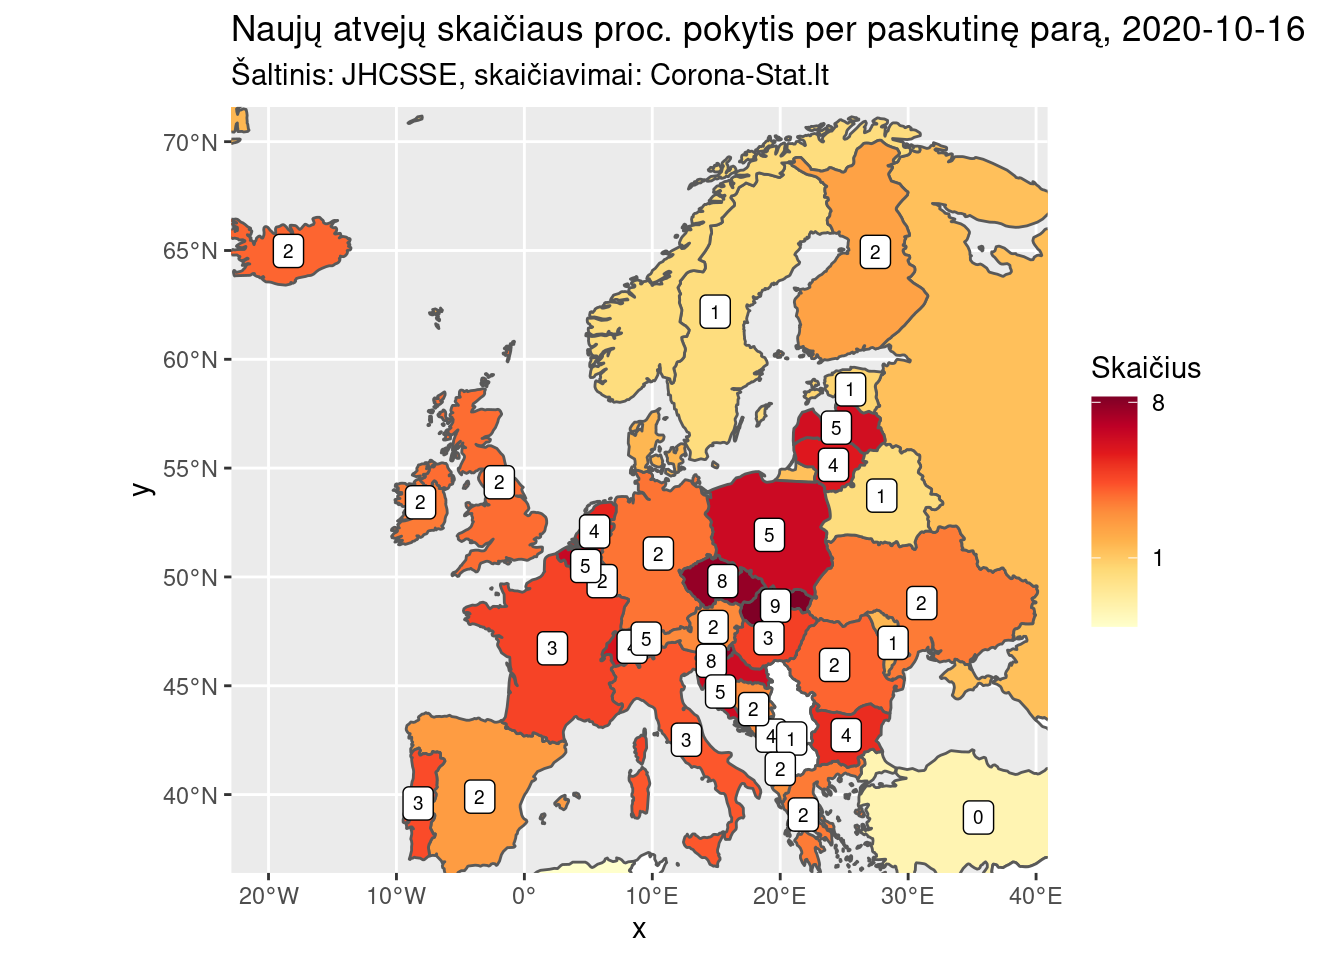 Naujų atvejų skaičiaus proc. pokytis per paskutinę parą, 2020-10-16
Šaltinis: JHCSSE, skaičiavimai: Corona-Stat.lt
70°N
65°N
60°N
55°N
50°N
45°N
40°N
y
2
2
1
1
5
4
1
2
2
4
5
2
2
5
8
9
2
3
2
1
3
4
5
8
5
2
2
4
1
4
2
3
3
2
2
0
20°W
10°W
0°
10°E
20°E
30°E
40°E
x
Skaičius
8
1